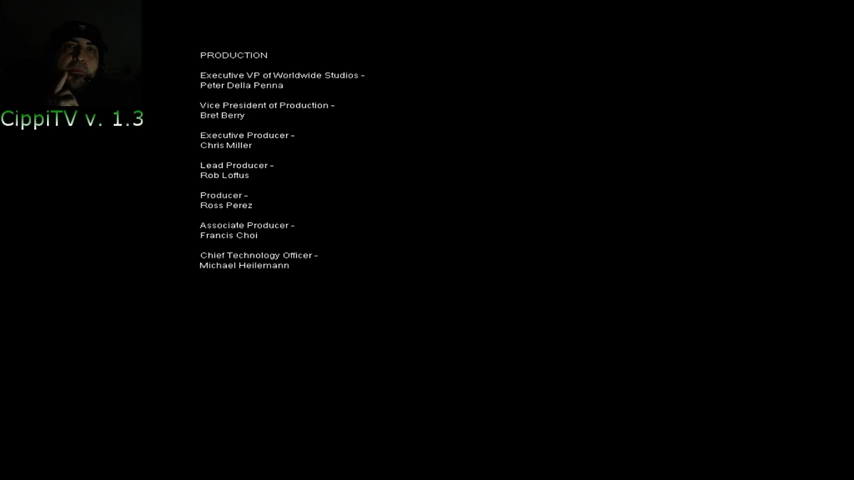 PRODUCTION
Executive VP of Worldwide Studios -
Peter Della Penna
Vice President of Production -
Bret Berry
Executive Producer -
Chris Miller
Lead Producer -
Rob Loftus
Producer -
Ross Perez
Associate Producer -
Francis Choi
Chief Technology Officer -
Michael Heilemann
CippiTV v. 1.3